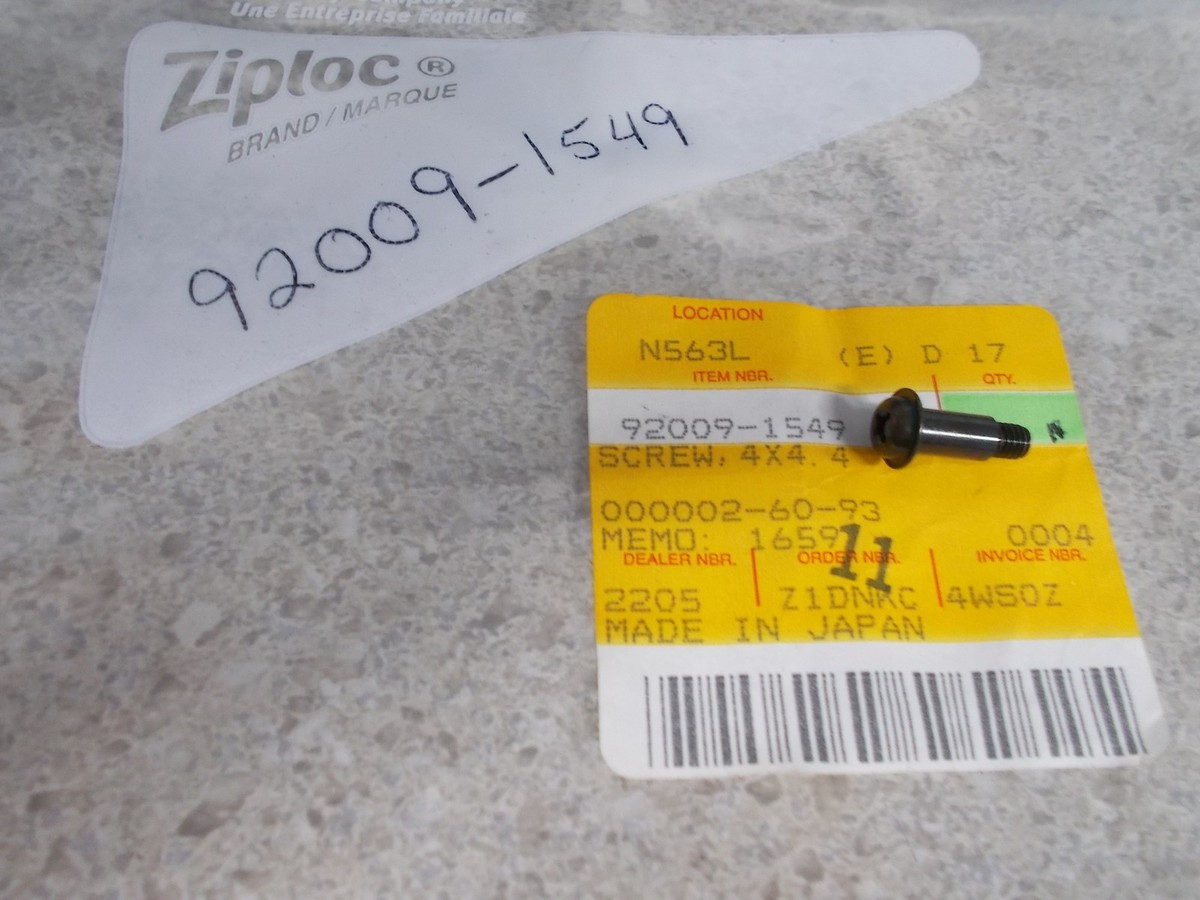 Une Entreprise Familiale
Ziploc®
BRAND / MARQUE
92009-1549
LOCATION
N563L (E) D 17
ITEM NBR. QTY.
92009-1549
SCREW, 4X4.4
000002-60-93
MEMO: 1659 0004
11
DEALER NBR. ORDER NBR. INVOICE NBR.
2205 Z1DNKC 4WS0Z
MADE IN JAPAN